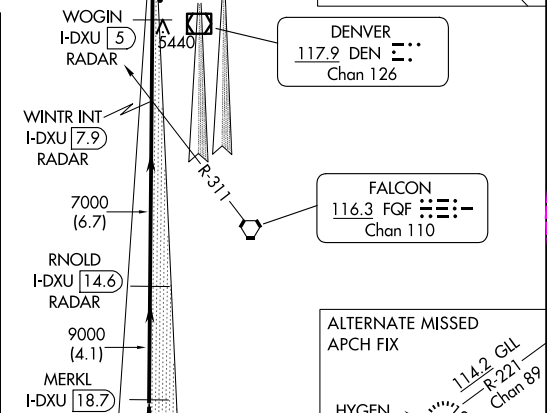 WOGIN
I-DXU 5
RADAR
5440
DENVER
117.9 DEN
Chan 126
WINTR INT
I-DXU 7.9
RADAR
R-311
7000
(6.7)
FALCON
116.3 FQF
Chan 110
RNOLD
I-DXU 14.6
RADAR
9000
(4.1)
MERKL
I-DXU 18.7
ALTERNATE MISSED
APCH FIX
114.2 GLL
R-221
Chan 89
HYGEN